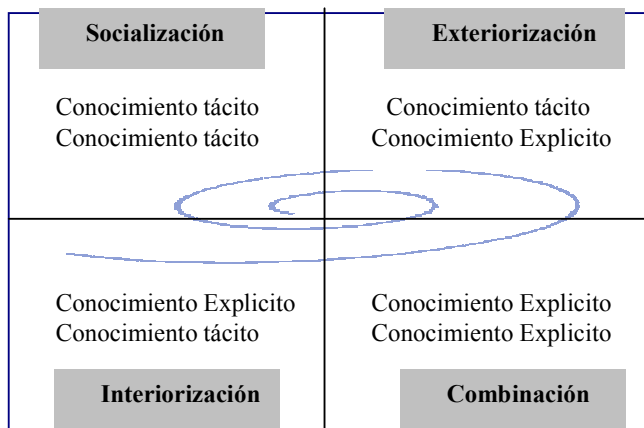 Socialización
Exteriorización
Conocimiento tácito
Conocimiento tácito
Conocimiento tácito
Conocimiento Explicito
Conocimiento Explicito
Conocimiento tácito
Conocimiento Explicito
Conocimiento Explicito
Interiorización
Combinación